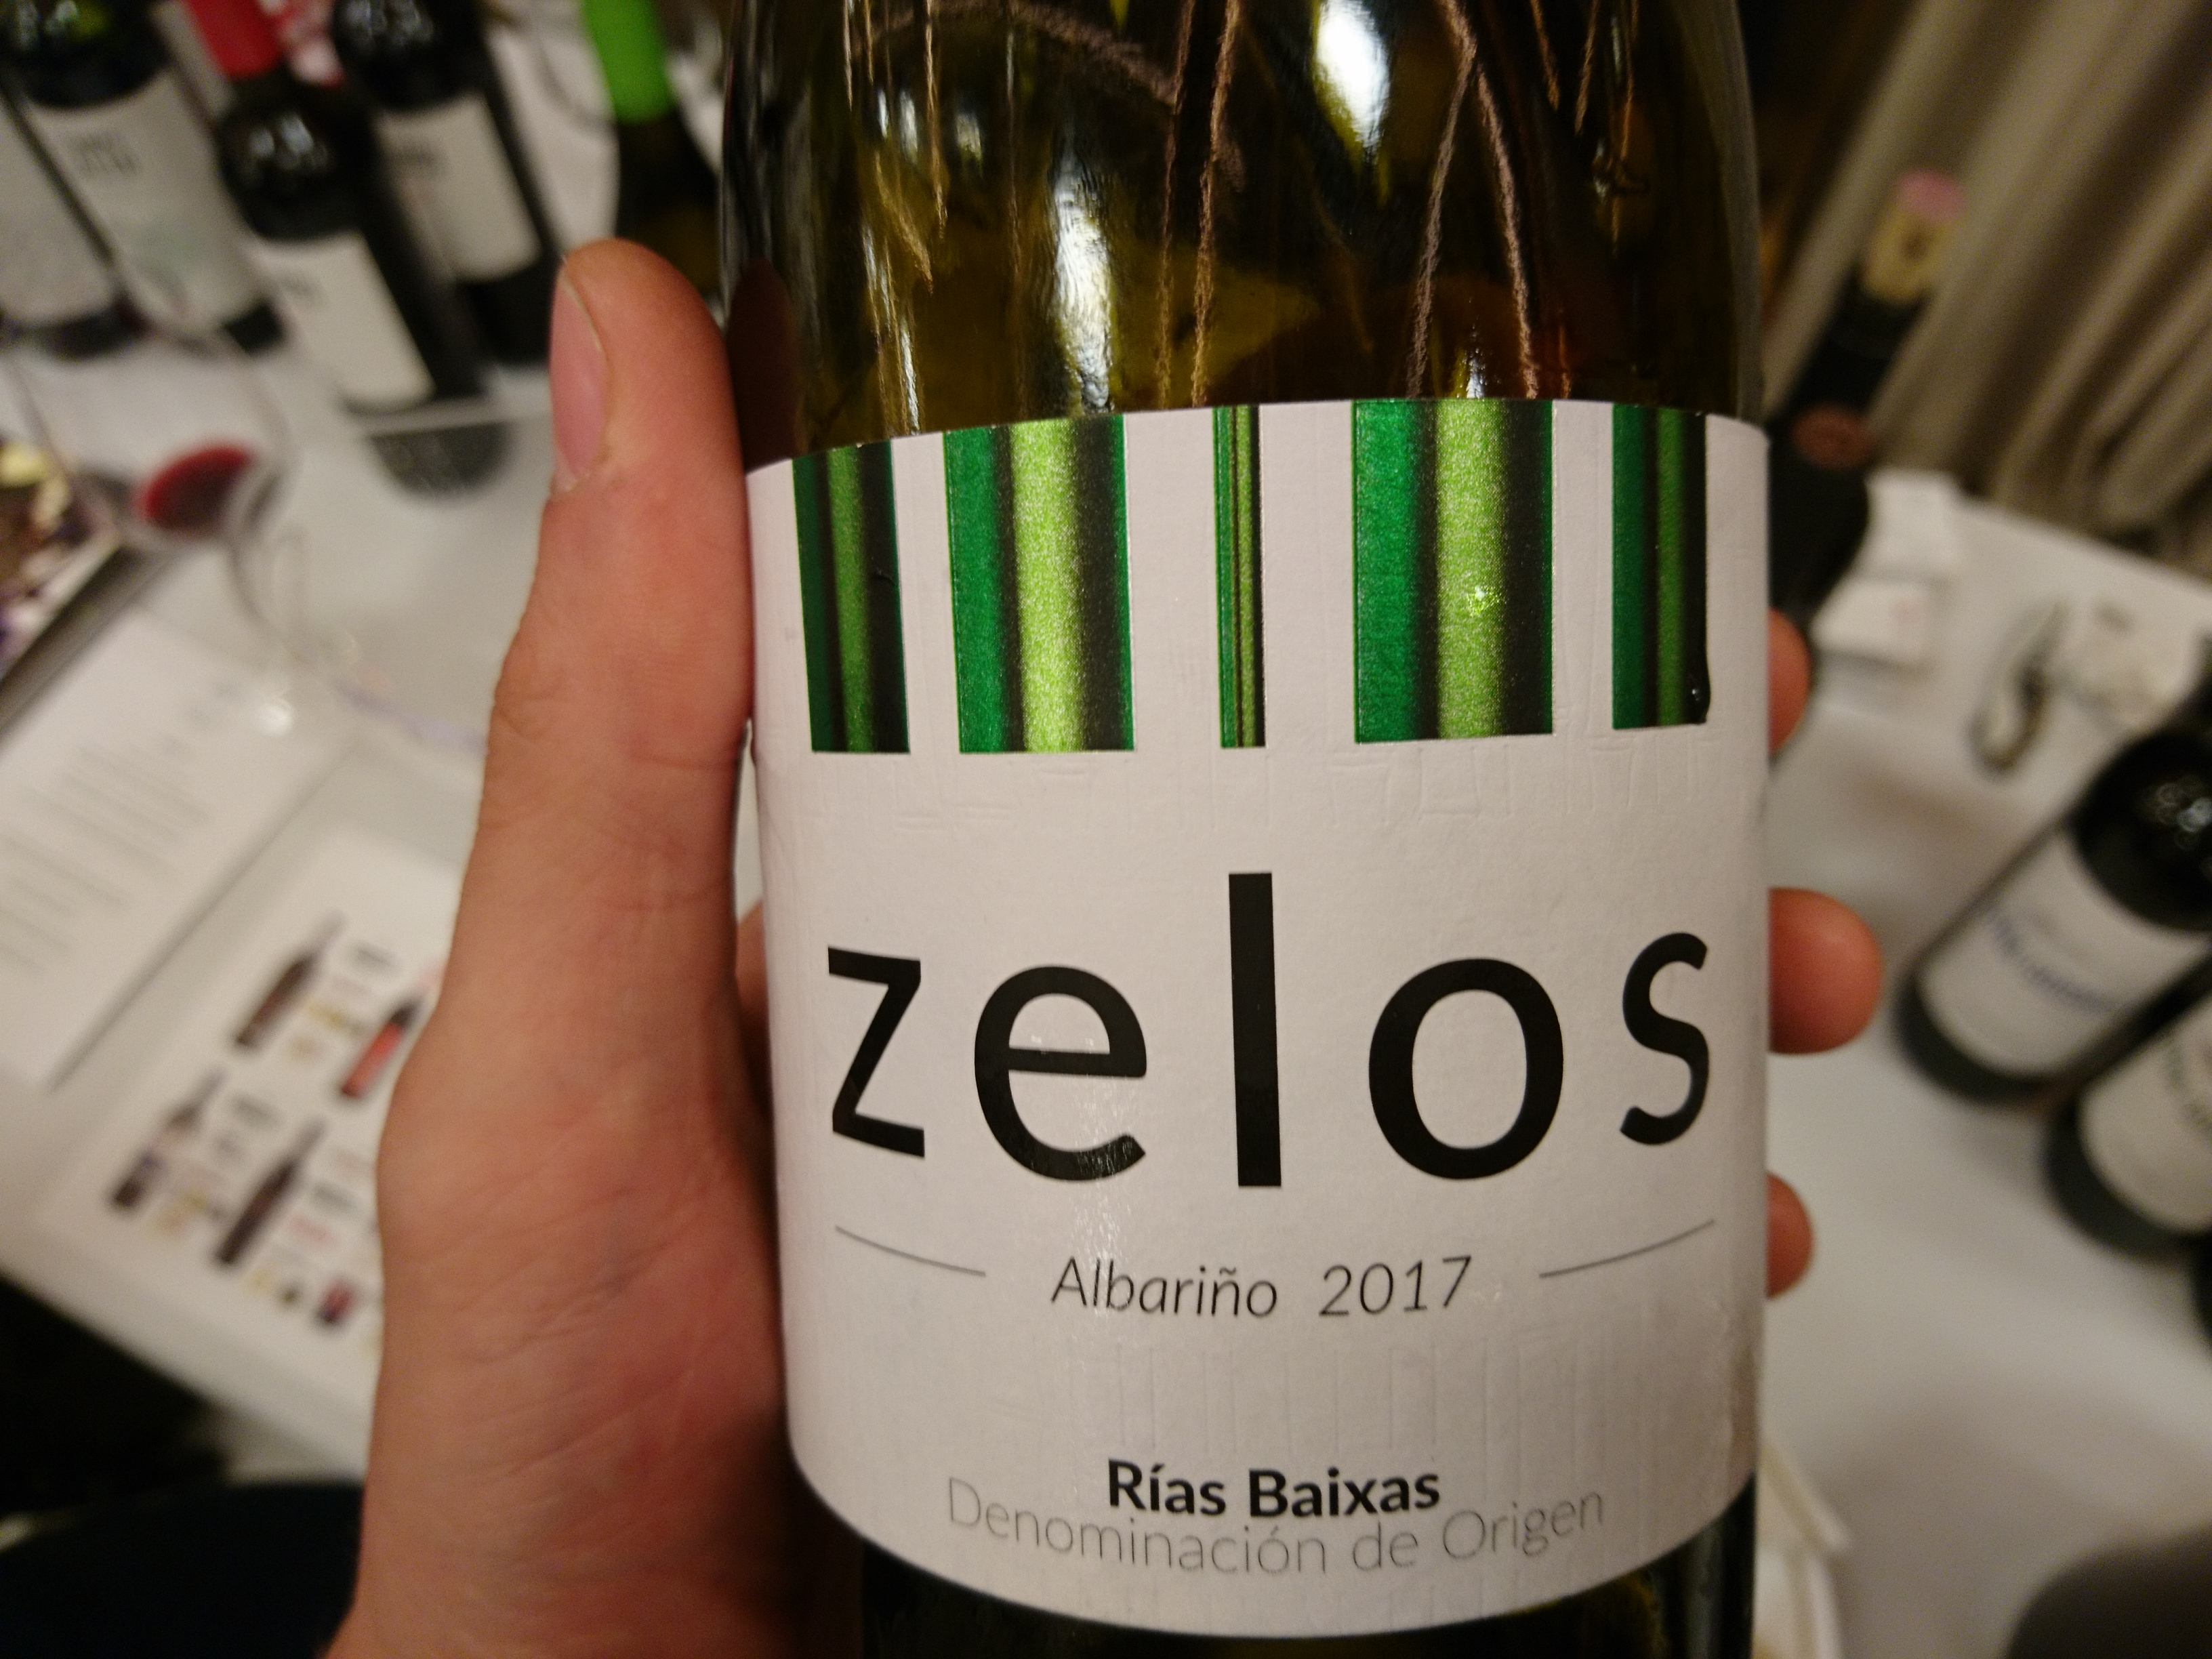 zelos
Albariño 2017
Rías Baixas
Denominación de Origen